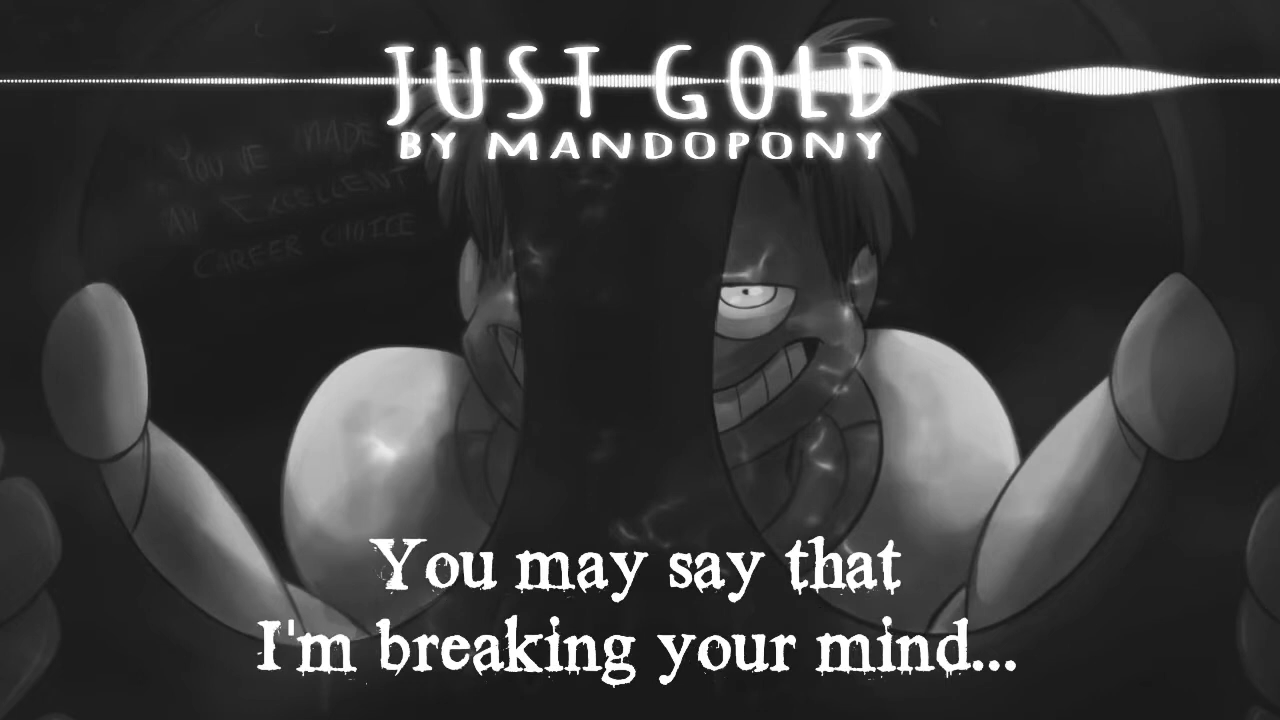 JUST GOLD
BY MANDOPONY
YOU'VE MADE
AN EXCELLENT
CAREER CHOICE
You may say that
I'm breaking your mind...